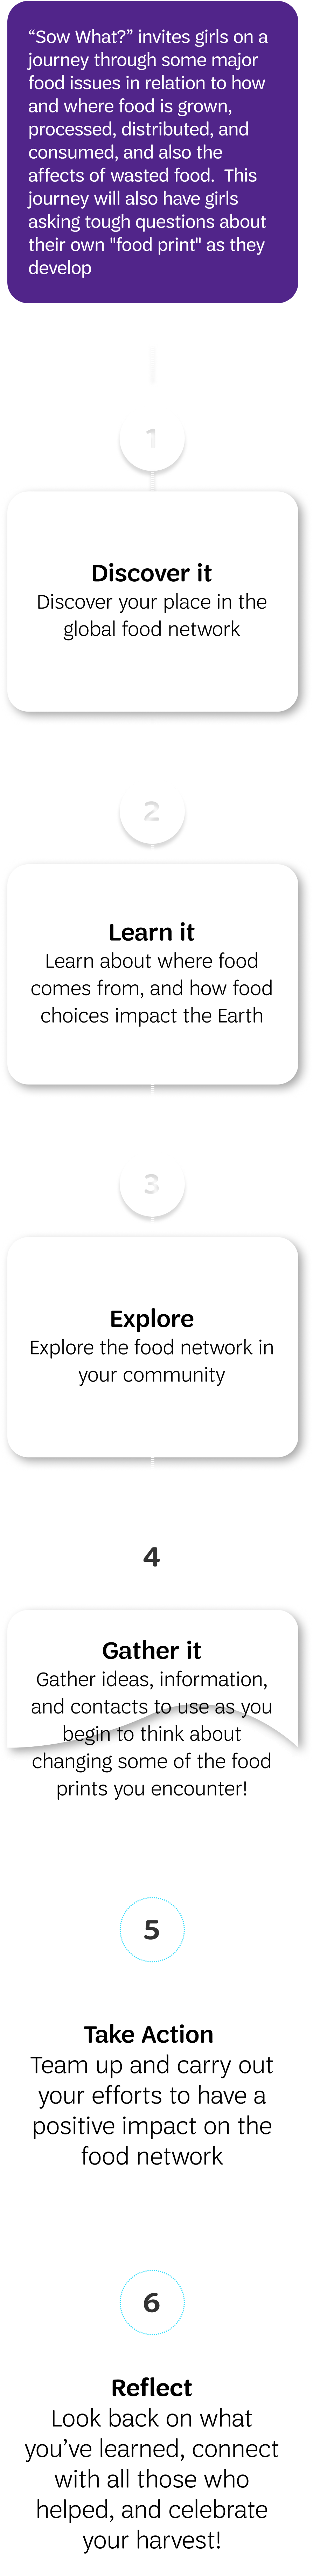 “Sow What?” invites girls on a
journey through some major
food issues in relation to how
and where food is grown,
processed, distributed, and
consumed, and also the
affects of wasted food.  This
journey will also have girls
asking tough questions about
their own "food print" as they
develop
1
Discover it
Discover your place in the
global food network
2
Learn it
Learn about where food
comes from, and how food
choices impact the Earth
3
Explore
Explore the food network in
your community
4
Gather it
Gather ideas, information,
and contacts to use as you
begin to think about
changing some of the food
prints you encounter!
5
Take Action
Team up and carry out
your efforts to have a
positive impact on the
food network
6
Reflect
Look back on what
you’ve learned, connect
with all those who
helped, and celebrate
your harvest!